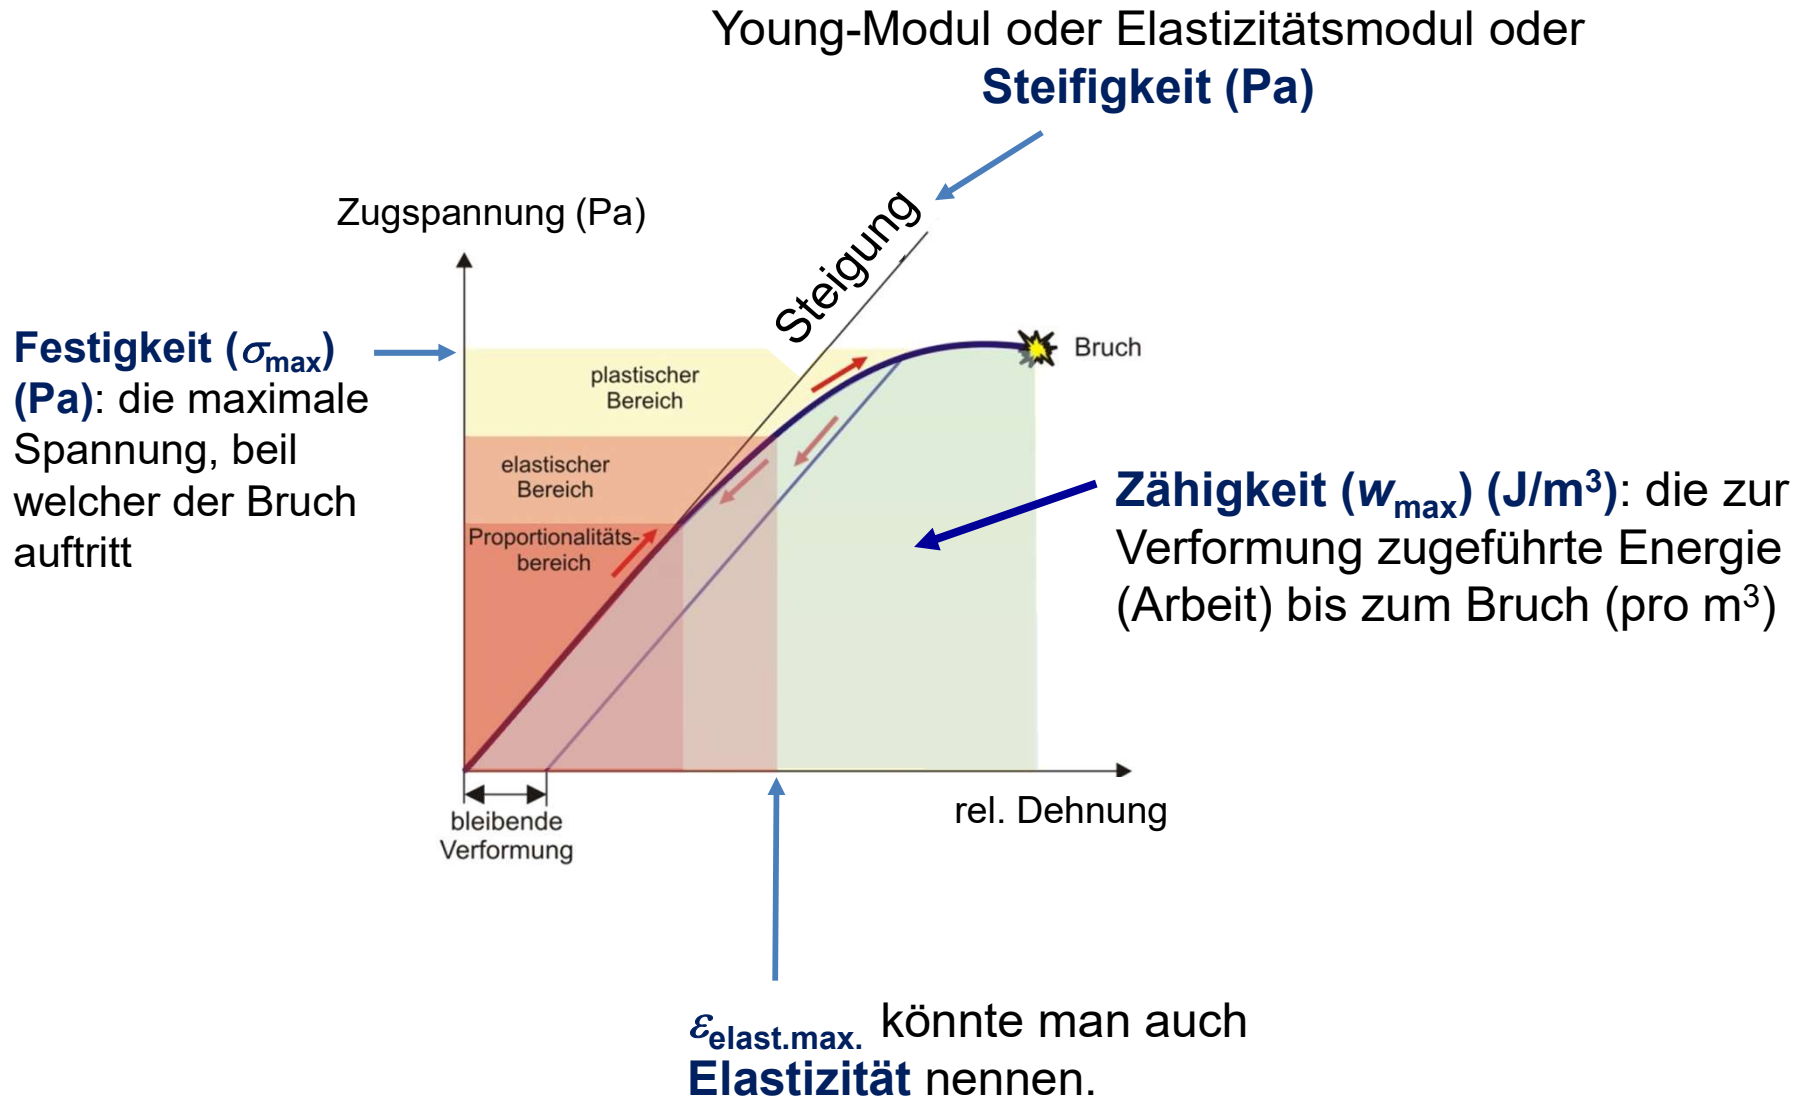 Young-Modul oder Elastizitätsmodul oder
Steifigkeit (Pa)
Zugspannung (Pa)
Steigung
Festigkeit (σmax)
(Pa): die maximale
Spannung, beil
welcher der Bruch
auftritt
Bruch
plastischer
Bereich
elastischer
Bereich
Proportionalitäts-
bereich
Zähigkeit (wmax) (J/m³): die zur
Verformung zugeführte Energie
(Arbeit) bis zum Bruch (pro m³)
bleibende
Verformung
rel. Dehnung
εelast.max. könnte man auch
Elastizität nennen.